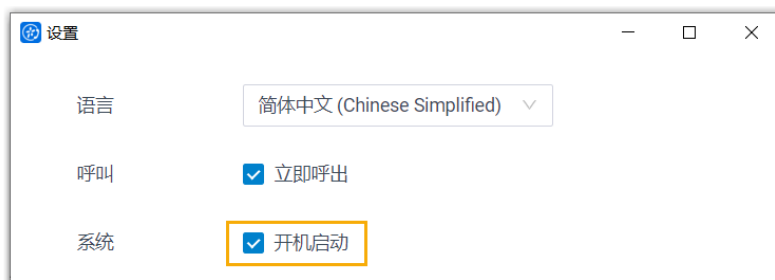 设置
语言 简体中文 (Chinese Simplified)
呼叫 立即呼出
系统 开机启动